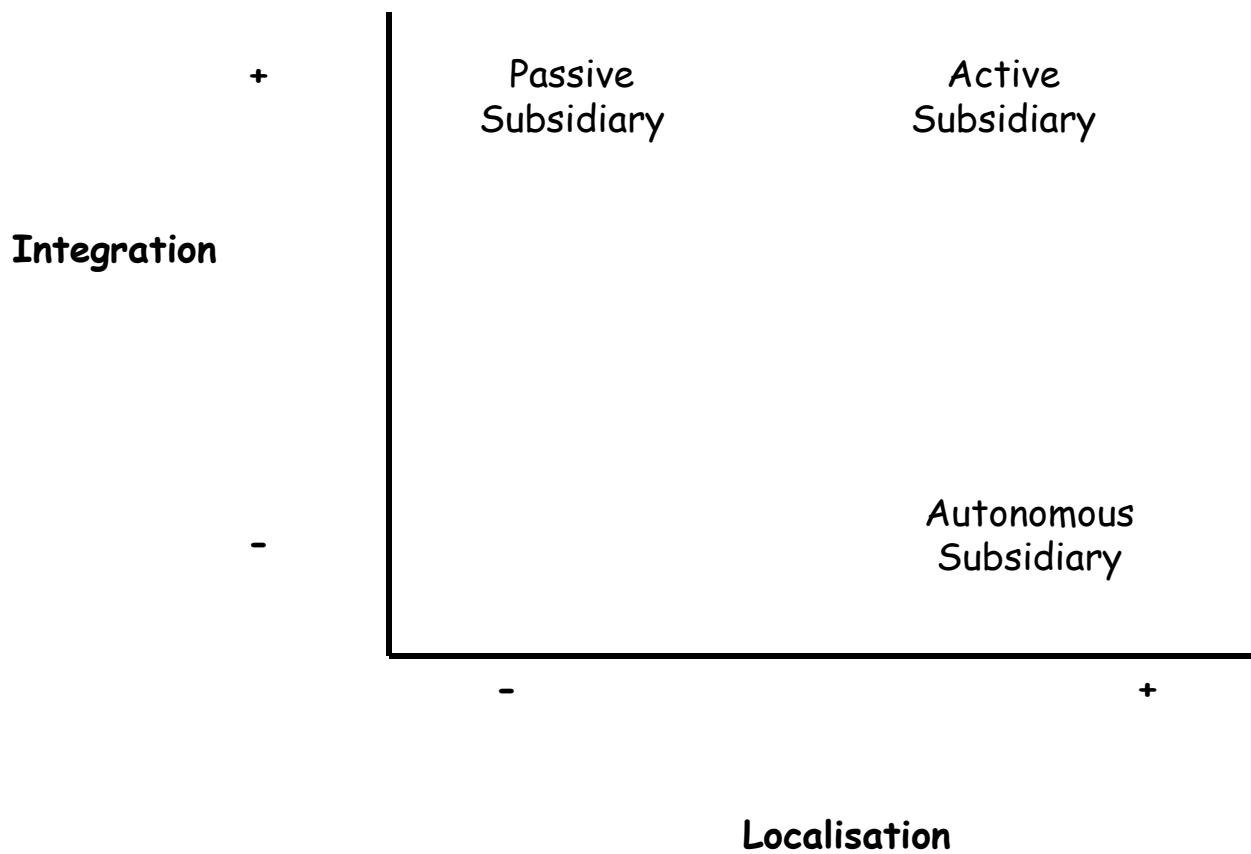 +
Passive
Subsidiary
Active
Subsidiary
Integration
-
Autonomous
Subsidiary
-
+
Localisation